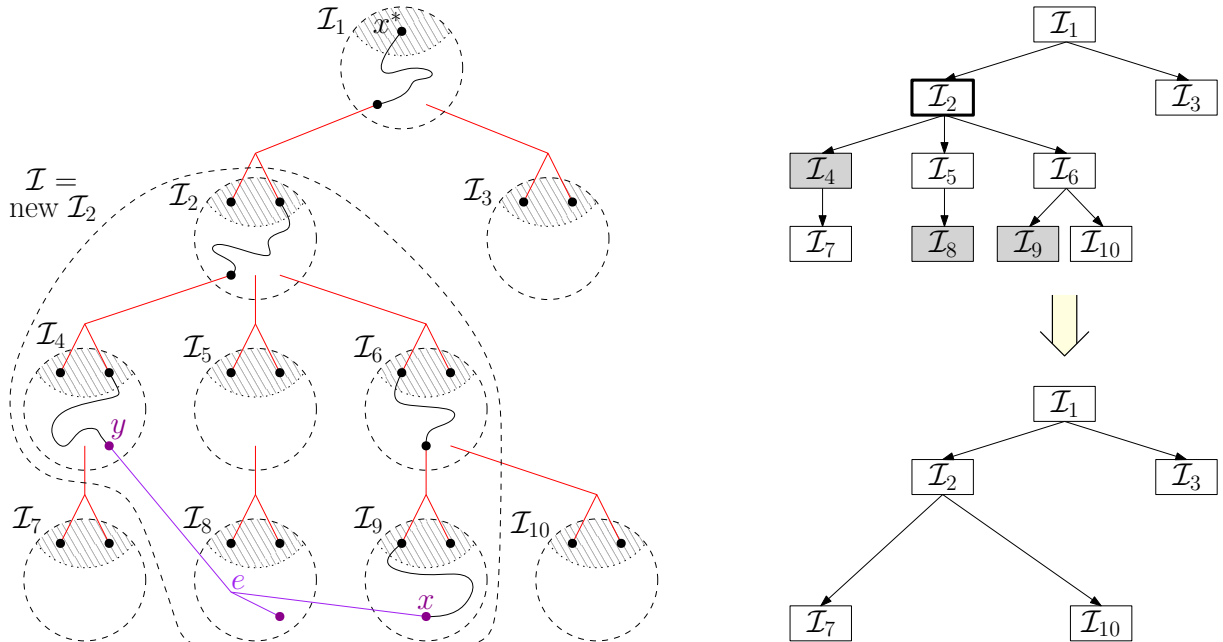 𝓘₁
x*
𝓘 =
new 𝓘₂
𝓘₂
𝓘₃
𝓘₄
𝓘₅
𝓘₆
y
𝓘₇
𝓘₈
𝓘₉
𝓘₁₀
e
x
𝓘₁
𝓘₂
𝓘₃
𝓘₄
𝓘₅
𝓘₆
𝓘₇
𝓘₈
𝓘₉
𝓘₁₀
𝓘₁
𝓘₂
𝓘₃
𝓘₇
𝓘₁₀